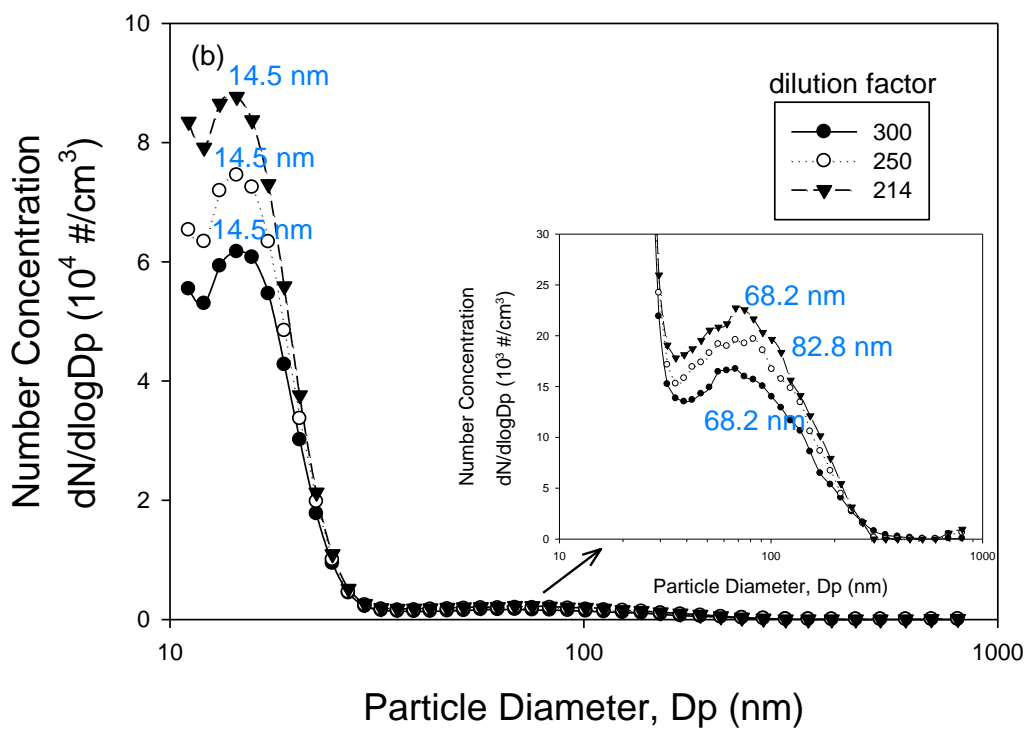 (b)
14.5 nm
14.5 nm
14.5 nm
10
8
6
4
2
0
10
100
1000
Number Concentration
dN/dlogDp (10⁴ #/cm³)
Particle Diameter, Dp (nm)
dilution factor
300
250
214
30
25
20
15
10
5
0
10
100
1000
Number Concentration
dN/dlogDp (10³ #/cm³)
Particle Diameter, Dp (nm)
68.2 nm
82.8 nm
68.2 nm